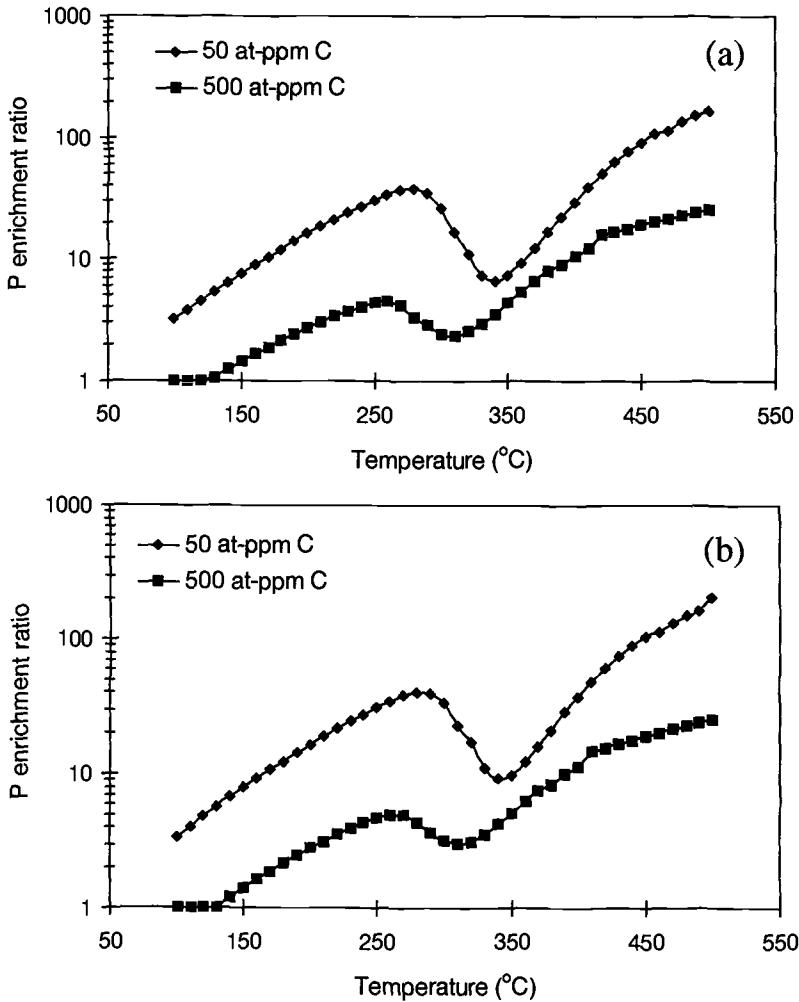 1000
100
10
1
P enrichment ratio
50 at-ppm C
500 at-ppm C
(a)
50 150 250 350 450 550
Temperature (°C)
1000
100
10
1
P enrichment ratio
50 at-ppm C
500 at-ppm C
(b)
50 150 250 350 450 550
Temperature (°C)